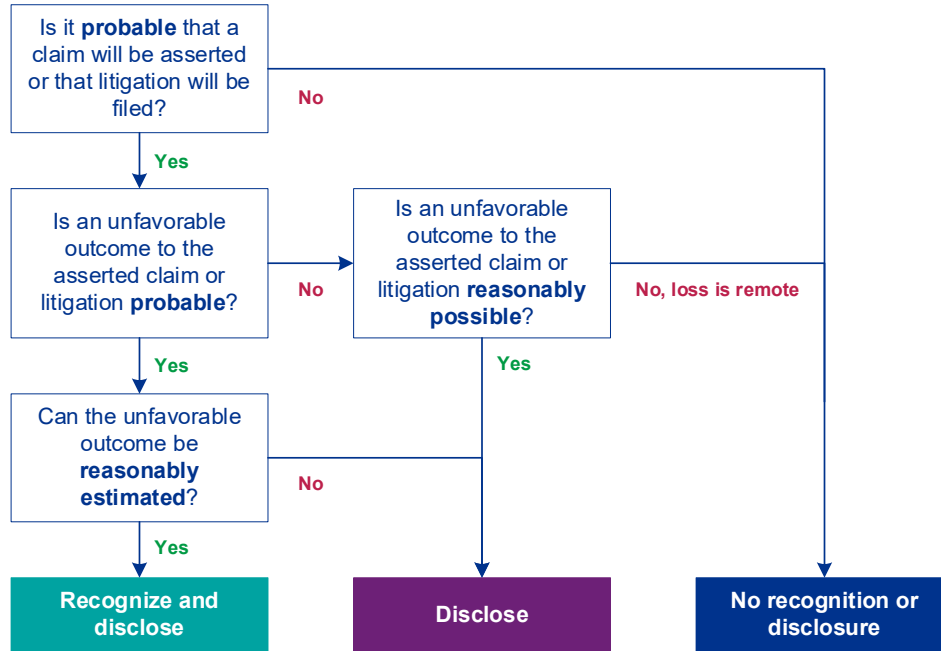 Is it probable that a
claim will be asserted
or that litigation will be
filed?
No
Yes
Is an unfavorable
outcome to the
asserted claim or
litigation probable?
No
Is an unfavorable
outcome to the
asserted claim or
litigation reasonably
possible?
No, loss is remote
Yes
Yes
Can the unfavorable
outcome be
reasonably
estimated?
No
Yes
Recognize and
disclose
Disclose
No recognition or
disclosure